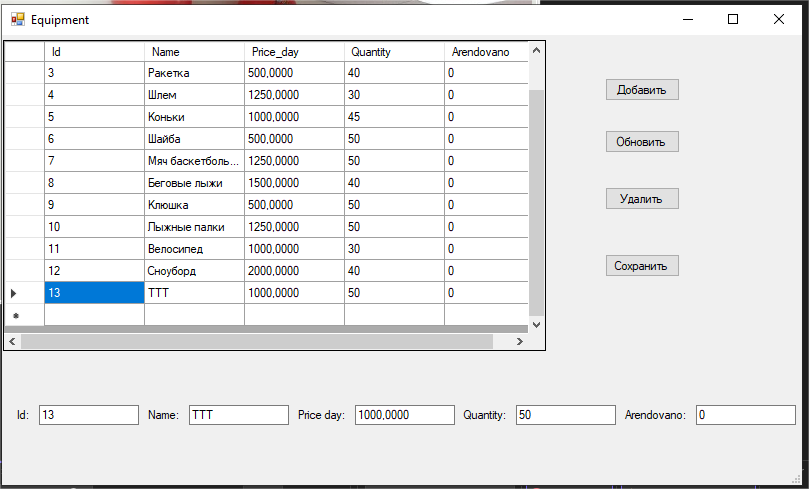 Equipment
Id Name Price_day Quantity Arendovano
3 Ракетка 500,0000 40 0
4 Шлем 1250,0000 30 0
5 Коньки 1000,0000 45 0
6 Шайба 500,0000 50 0
7 Мяч баскетболь... 1250,0000 50 0
8 Беговые лыжи 1500,0000 40 0
9 Клюшка 500,0000 50 0
10 Лыжные палки 1250,0000 50 0
11 Велосипед 1000,0000 30 0
12 Сноуборд 2000,0000 40 0
13 ТТТ 1000,0000 50 0
Добавить
Обновить
Удалить
Сохранить
Id: 13 Name: ТТТ Price day: 1000,0000 Quantity: 50 Arendovano: 0